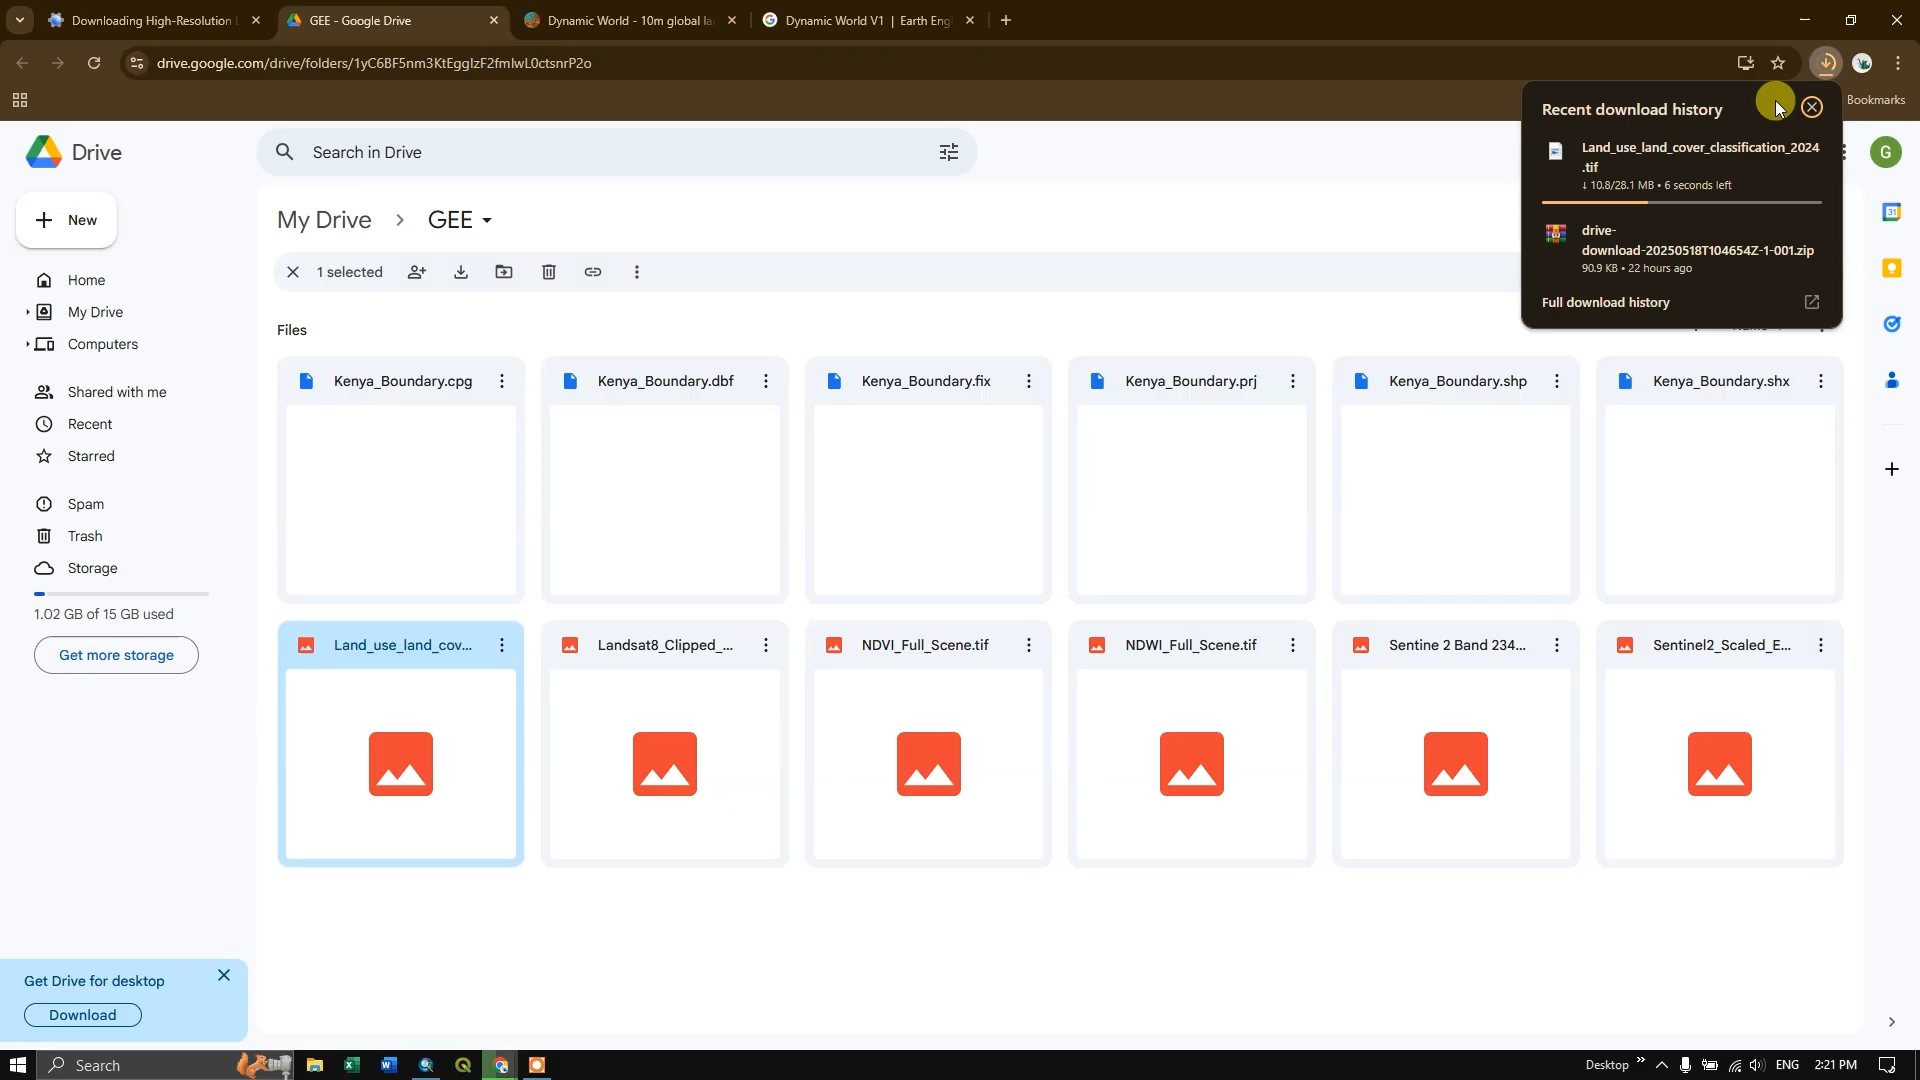 Downloading High-Resolution
GEE - Google Drive
Dynamic World - 10m global la
Dynamic World V1 | Earth Eng
drive.google.com/drive/folders/1yC6BF5nm3KtEggIzF2fmIwL0ctsnrP2o
Bookmarks
Recent download history
Land_use_land_cover_classification_2024
.tif
↓ 10.8/28.1 MB • 6 seconds left
drive-
download-20250518T104654Z-1-001.zip
90.9 KB • 22 hours ago
Full download history
Drive
Search in Drive
G
New
My Drive > GEE
1 selected
Home
My Drive
Computers
Shared with me
Recent
Starred
Spam
Trash
Storage
1.02 GB of 15 GB used
Get more storage
Files
31
Kenya_Boundary.cpg
Kenya_Boundary.dbf
Kenya_Boundary.fix
Kenya_Boundary.prj
Kenya_Boundary.shp
Kenya_Boundary.shx
Land_use_land_cov...
Landsat8_Clipped_...
NDVI_Full_Scene.tif
NDWI_Full_Scene.tif
Sentine 2 Band 234...
Sentinel2_Scaled_E...
Get Drive for desktop
Download
Search
Desktop
ENG
2:21 PM